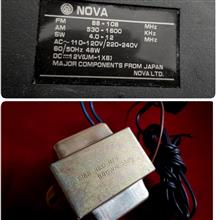 NOVA
FM 88-108 MHz
AM 530-1600 KHz
SW 4.0-12 MHz
AC~110-120V/220-240V
60/50Hz 48W
DC⎓12V(UM-1X8)
MAJOR COMPONENTS FROM JAPAN
NOVA LTD.